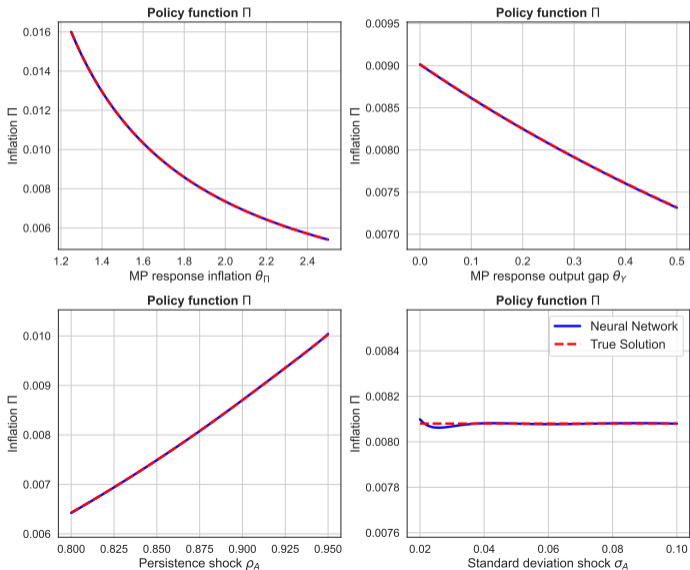 Policy function Π
0.016
0.014
0.012
0.010
0.008
0.006
Inflation Π
1.2 1.4 1.6 1.8 2.0 2.2 2.4
MP response inflation θ_Π
Policy function Π
0.0095
0.0090
0.0085
0.0080
0.0075
0.0070
Inflation Π
0.0 0.1 0.2 0.3 0.4 0.5
MP response output gap θ_Y
Policy function Π
0.010
0.009
0.008
0.007
0.006
Inflation Π
0.800 0.825 0.850 0.875 0.900 0.925 0.950
Persistence shock ρ_A
Policy function Π
Neural Network
True Solution
0.0084
0.0082
0.0080
0.0078
0.0076
Inflation Π
0.02 0.04 0.06 0.08 0.10
Standard deviation shock σ_A